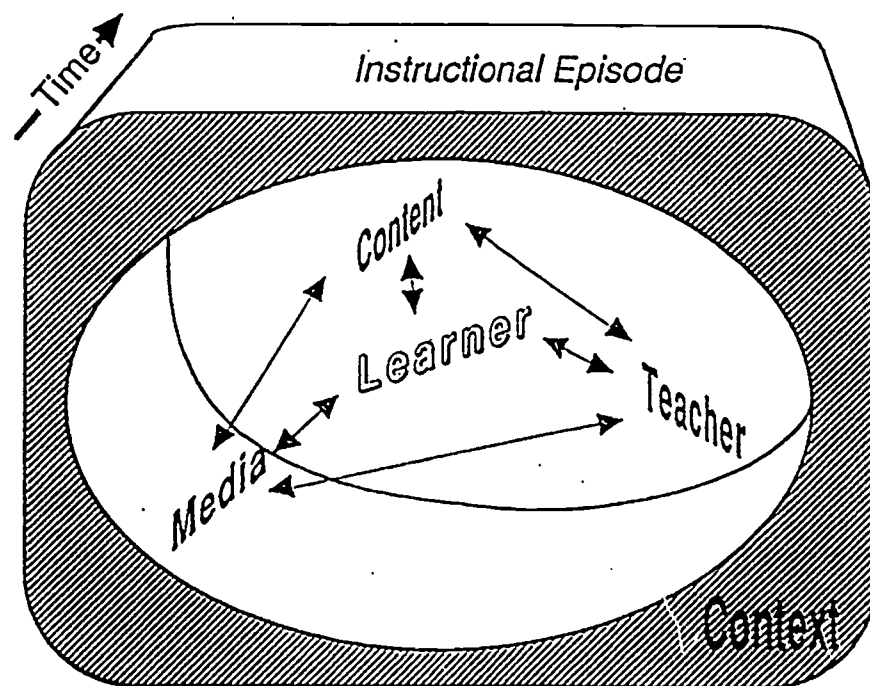 Time
Instructional Episode
Content
Learner
Teacher
Media
Context